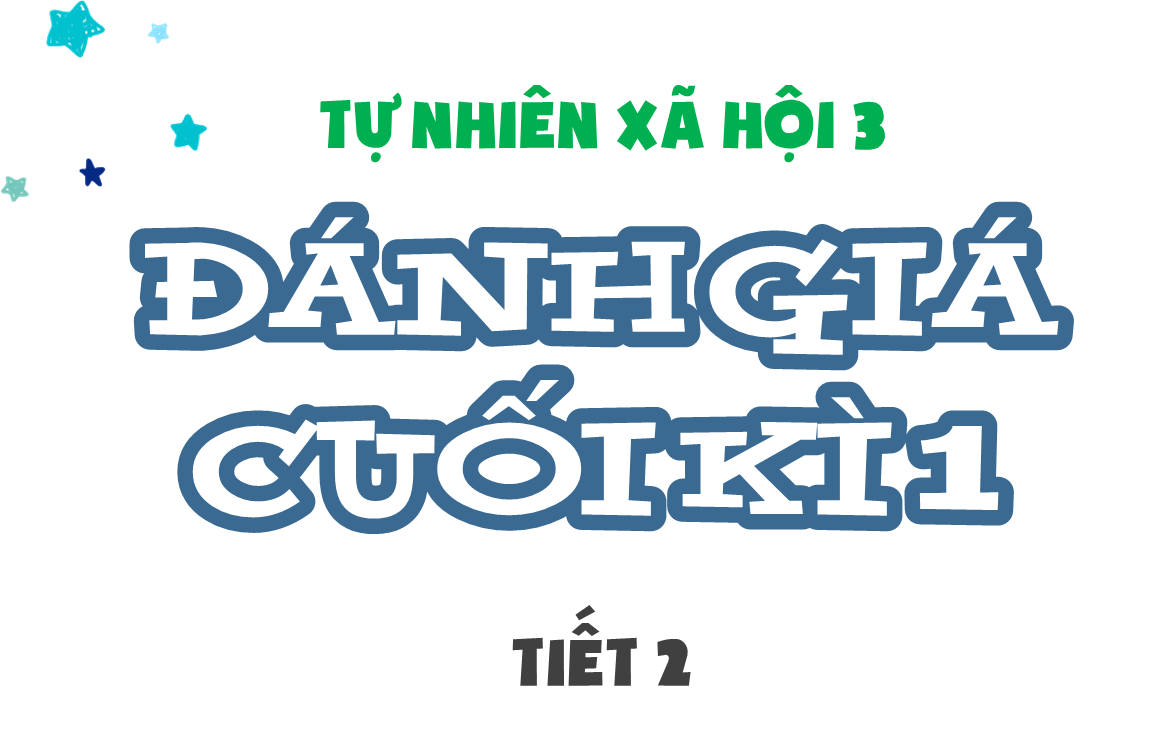 TỰ NHIÊN XÃ HỘI 3
ĐÁNH GIÁ
CUỐI KÌ 1
TIẾT 2